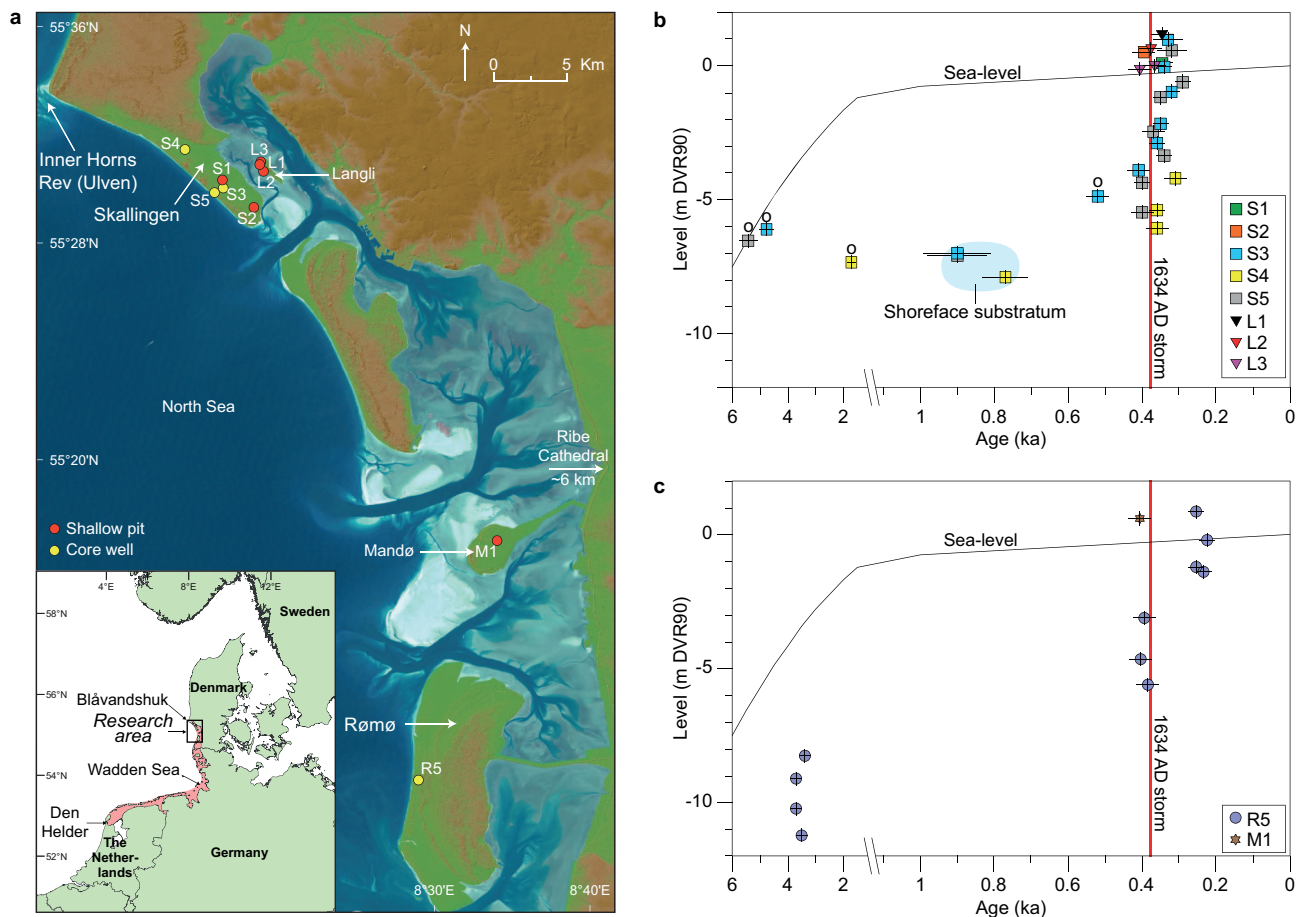 a
55°36'N
N
0 5 Km
S4
L3
L1
L2
S1
S3
S5
S2
Langli
Inner Horns
Rev (Ulven)
Skallingen
55°28'N
North Sea
55°20'N
Ribe
Cathedral
~6 km
Shallow pit
Core well
Mandø
M1
Rømø
R5
8°30'E
8°40'E
4°E
8°E
12°E
58°N
56°N
54°N
52°N
Sweden
Denmark
Blåvandshuk
Research
area
Wadden Sea
Den
Helder
The
Nether-
lands
Germany
b
0
-5
-10
Level (m DVR90)
Sea-level
o
o
o
o
Shoreface substratum
1634 AD storm
S1
S2
S3
S4
S5
L1
L2
L3
6 4 2 1 0.8 0.6 0.4 0.2 0
Age (ka)
c
0
-5
-10
Level (m DVR90)
Sea-level
1634 AD storm
R5
M1
6 4 2 1 0.8 0.6 0.4 0.2 0
Age (ka)